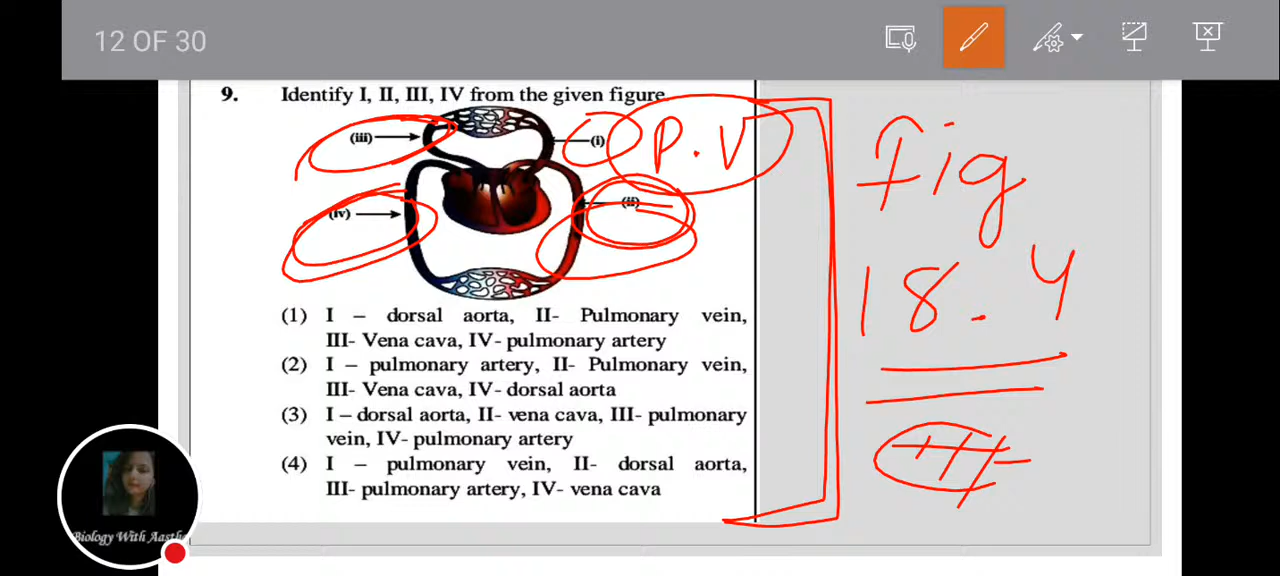 12 OF 30
9. Identify I, II, III, IV from the given figure.
(iii)
(i)
P.V
(iv)
(ii)
fig
18.4
(1) I – dorsal aorta, II- Pulmonary vein,
III- Vena cava, IV- pulmonary artery
(2) I – pulmonary artery, II- Pulmonary vein,
III- Vena cava, IV- dorsal aorta
(3) I – dorsal aorta, II- vena cava, III- pulmonary
vein, IV- pulmonary artery
(4) I – pulmonary vein, II- dorsal aorta,
III- pulmonary artery, IV- vena cava
Biology With Aastha